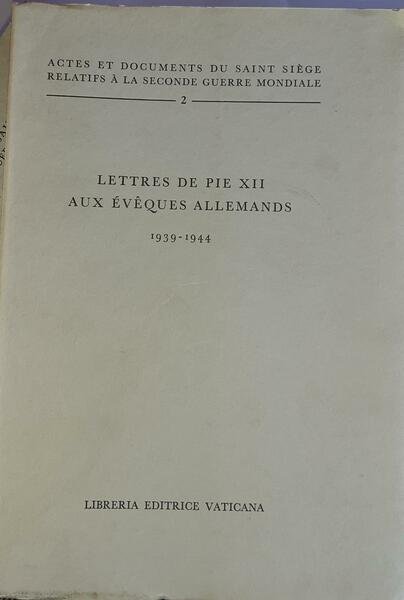 ACTES ET DOCUMENTS DU SAINT SIÈGE
RELATIFS À LA SECONDE GUERRE MONDIALE
2
LETTRES DE PIE XII
AUX ÉVÊQUES ALLEMANDS
1939-1944
LIBRERIA EDITRICE VATICANA